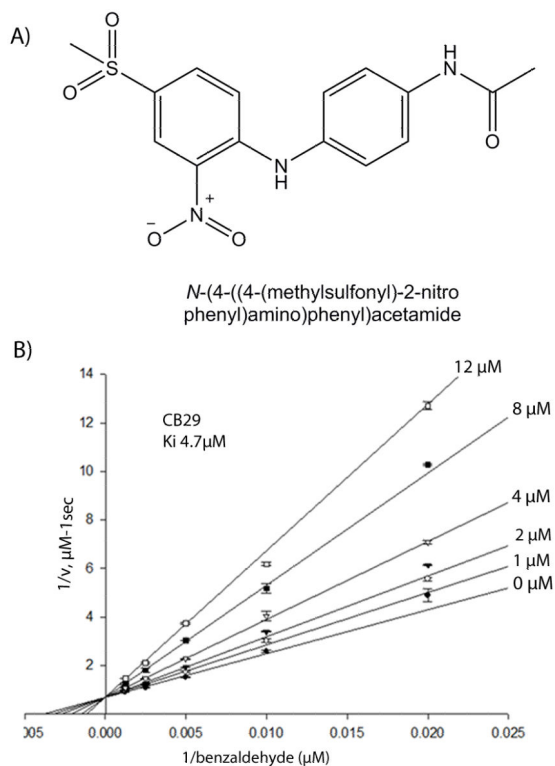 A)
O
S
O
H
N
O
N
H
N
+
−
O
O
N-(4-((4-(methylsulfonyl)-2-nitro
phenyl)amino)phenyl)acetamide
B)
14
12
10
8
6
4
2
1/v, µM-1sec
CB29
Ki 4.7µM
12 µM
8 µM
4 µM
2 µM
1 µM
0 µM
005
0.000
0.005
0.010
0.015
0.020
0.025
1/benzaldehyde (µM)